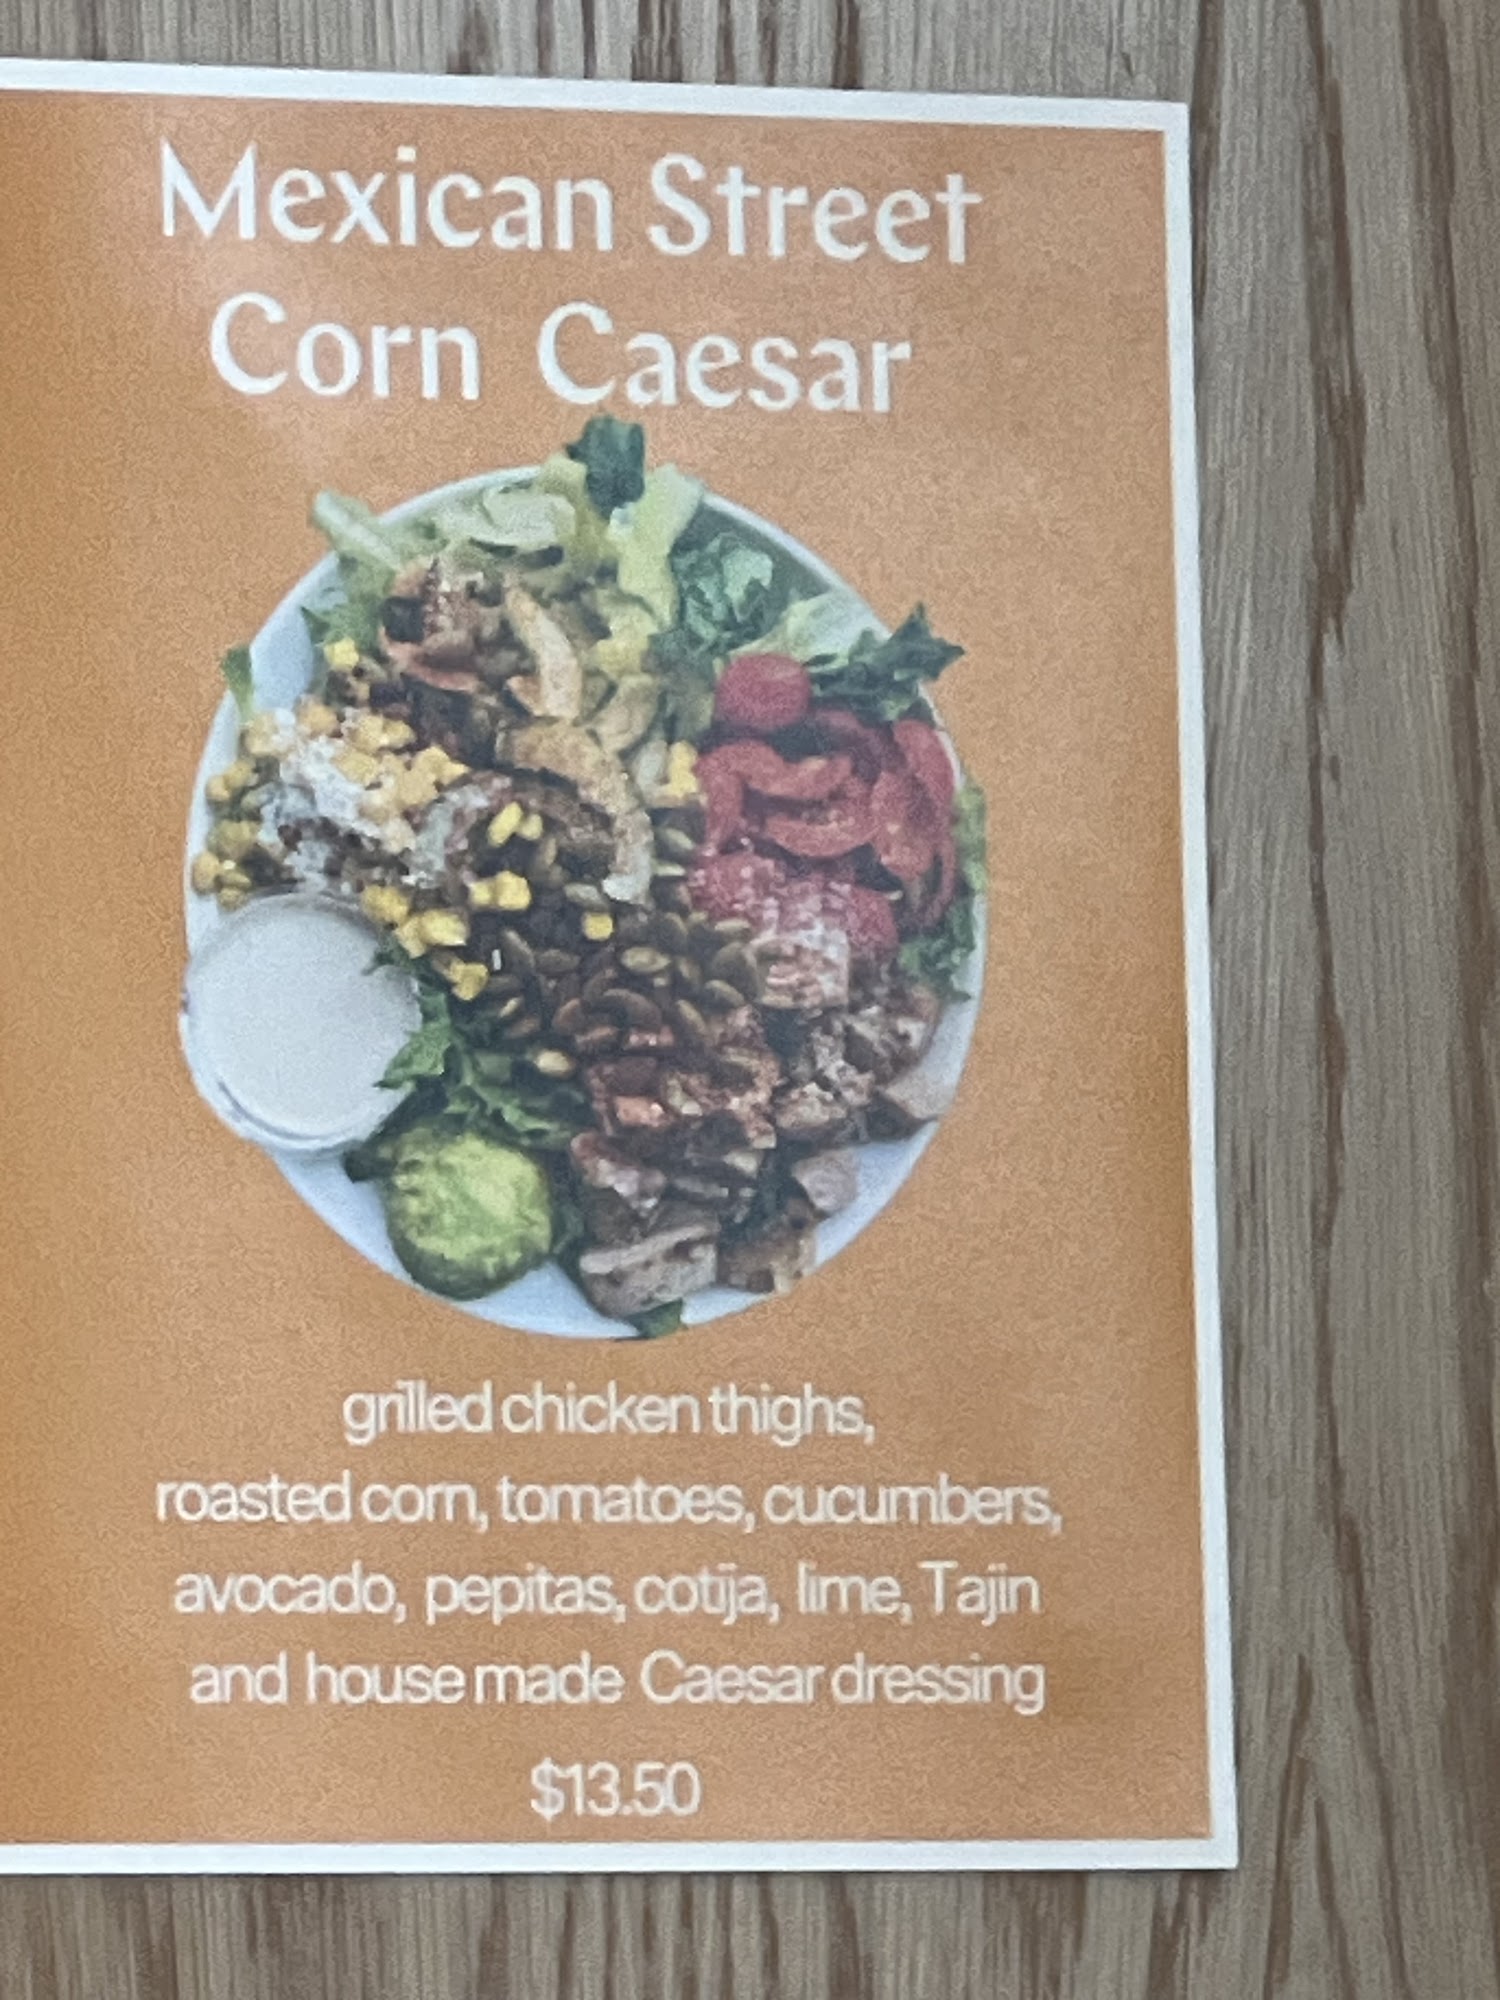 Mexican Street
Corn Caesar
grilled chicken thighs,
roasted corn, tomatoes, cucumbers,
avocado, pepitas, cotija, lime, Tajin
and house made Caesar dressing
$13.50